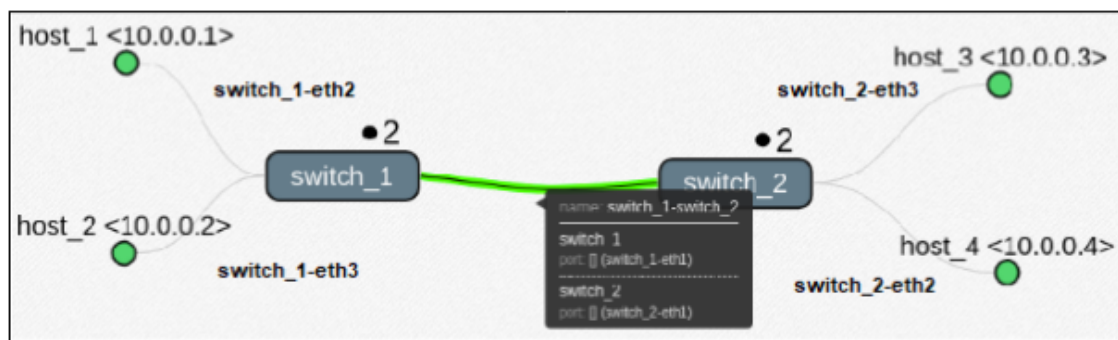 host_1 <10.0.0.1>
switch_1-eth2
host_2 <10.0.0.2>
switch_1-eth3
2
switch_1
2
switch_2
name: switch_1-switch_2
switch_1
port: [] (switch_1-eth1)
switch_2
port: [] (switch_2-eth1)
host_3 <10.0.0.3>
switch_2-eth3
host_4 <10.0.0.4>
switch_2-eth2